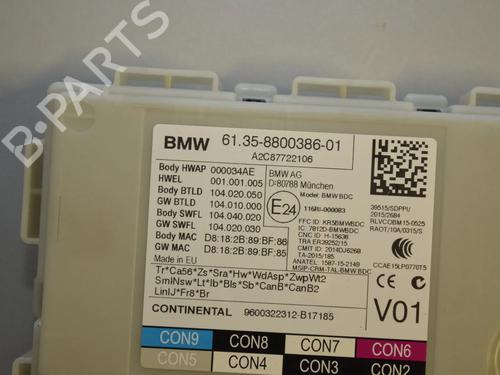 BMW 61.35-8800386-01
A2C87722106
Body HWAP 000034AE
HWEL 001.001.005
Body BTLD 104.020.050
GW BTLD 104.010.000
Body SWFL 104.040.020
GW SWFL 104.020.030
Body MAC D8:18:2B:89:BF:86
GW MAC D8:18:2B:89:BF:85
Made in EU
BMW AG
D-80788 München
Model: BMW BDC
E24
116RI-000083
FCC ID: KR5BMWBDC
IC: 7812D-BMWBDC
CNC ID: H-15638
TRA ER39252/15
CMIIT ID: 2014DJ6268
TA-2015/185
ANATEL: 1587-15-2149
MSIP-CRM-TAL-BMW BDC
39515/SDPPI/
2015/2684
RLVCOBM15-0525
RAOT/10A/0315/S
CCAE15LP0770T5
Tr*Ca56*Zs*Sra*Hw*WdAsp*ZwpWt2
SmlNsw*Lt*Ib*Bls*Sb*CanB*CanB2
LinIJ*Fr8*Br
CONTINENTAL 9600322312-B17185
V01
CON9 CON8 CON7 CON6
CON5 CON4 CON3 CON2
B-PARTS